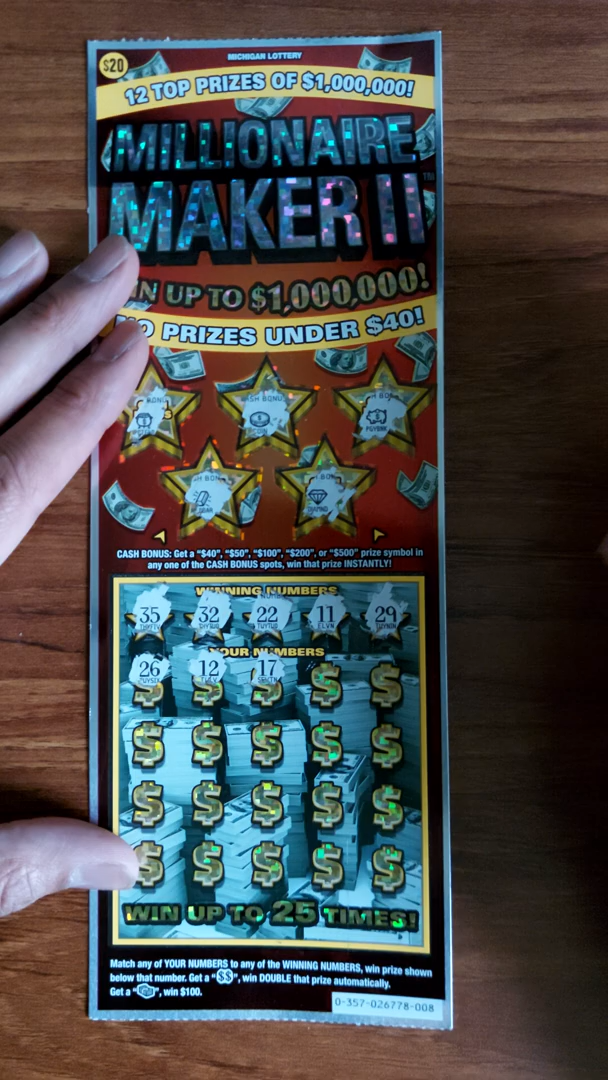 $20
MICHIGAN LOTTERY
12 TOP PRIZES OF $1,000,000!
MILLIONAIRE
MAKER II™
IN UP TO $1,000,000!
NO PRIZES UNDER $40!
CASH BONUS: Get a "$40", "$50", "$100", "$200", or "$500" prize symbol in
any one of the CASH BONUS spots, win that prize INSTANTLY!
WINNING NUMBERS
35 32 22 11 29
ELVN
YOUR NUMBERS
26 12 17
WIN UP TO 25 TIMES!
Match any of YOUR NUMBERS to any of the WINNING NUMBERS, win prize shown
below that number. Get a "$$", win DOUBLE that prize automatically.
Get a " ", win $100.
0-357-026778-008